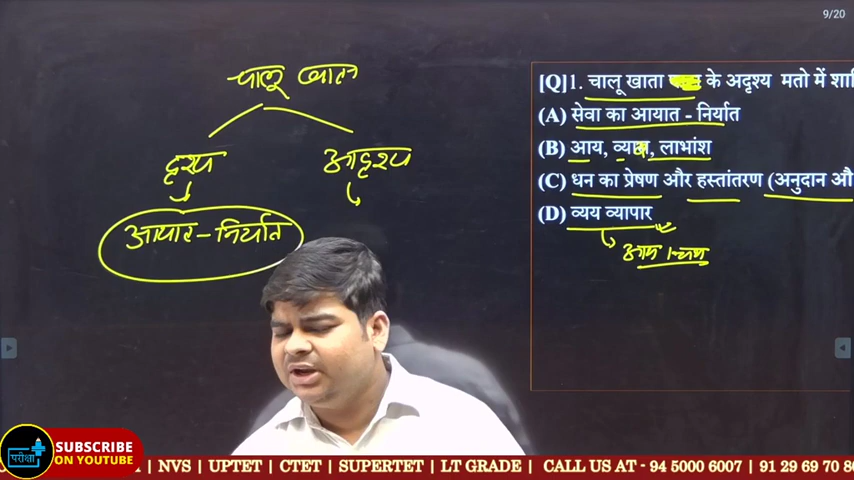 9/20
चालू खाता
दृश्य
अदृश्य
आयात - निर्यात
[Q]1. चालू खाता के अदृश्य मतो में शा
(A) सेवा का आयात - निर्यात
(B) आय, व्याज, लाभांश
(C) धन का प्रेषण और हस्तांतरण (अनुदान औ
(D) व्यय व्यापार
परीक्षा
SUBSCRIBE
ON YOUTUBE
| NVS | UPTET | CTET | SUPERTET | LT GRADE | CALL US AT - 94 5000 6007 | 91 29 69 70 8